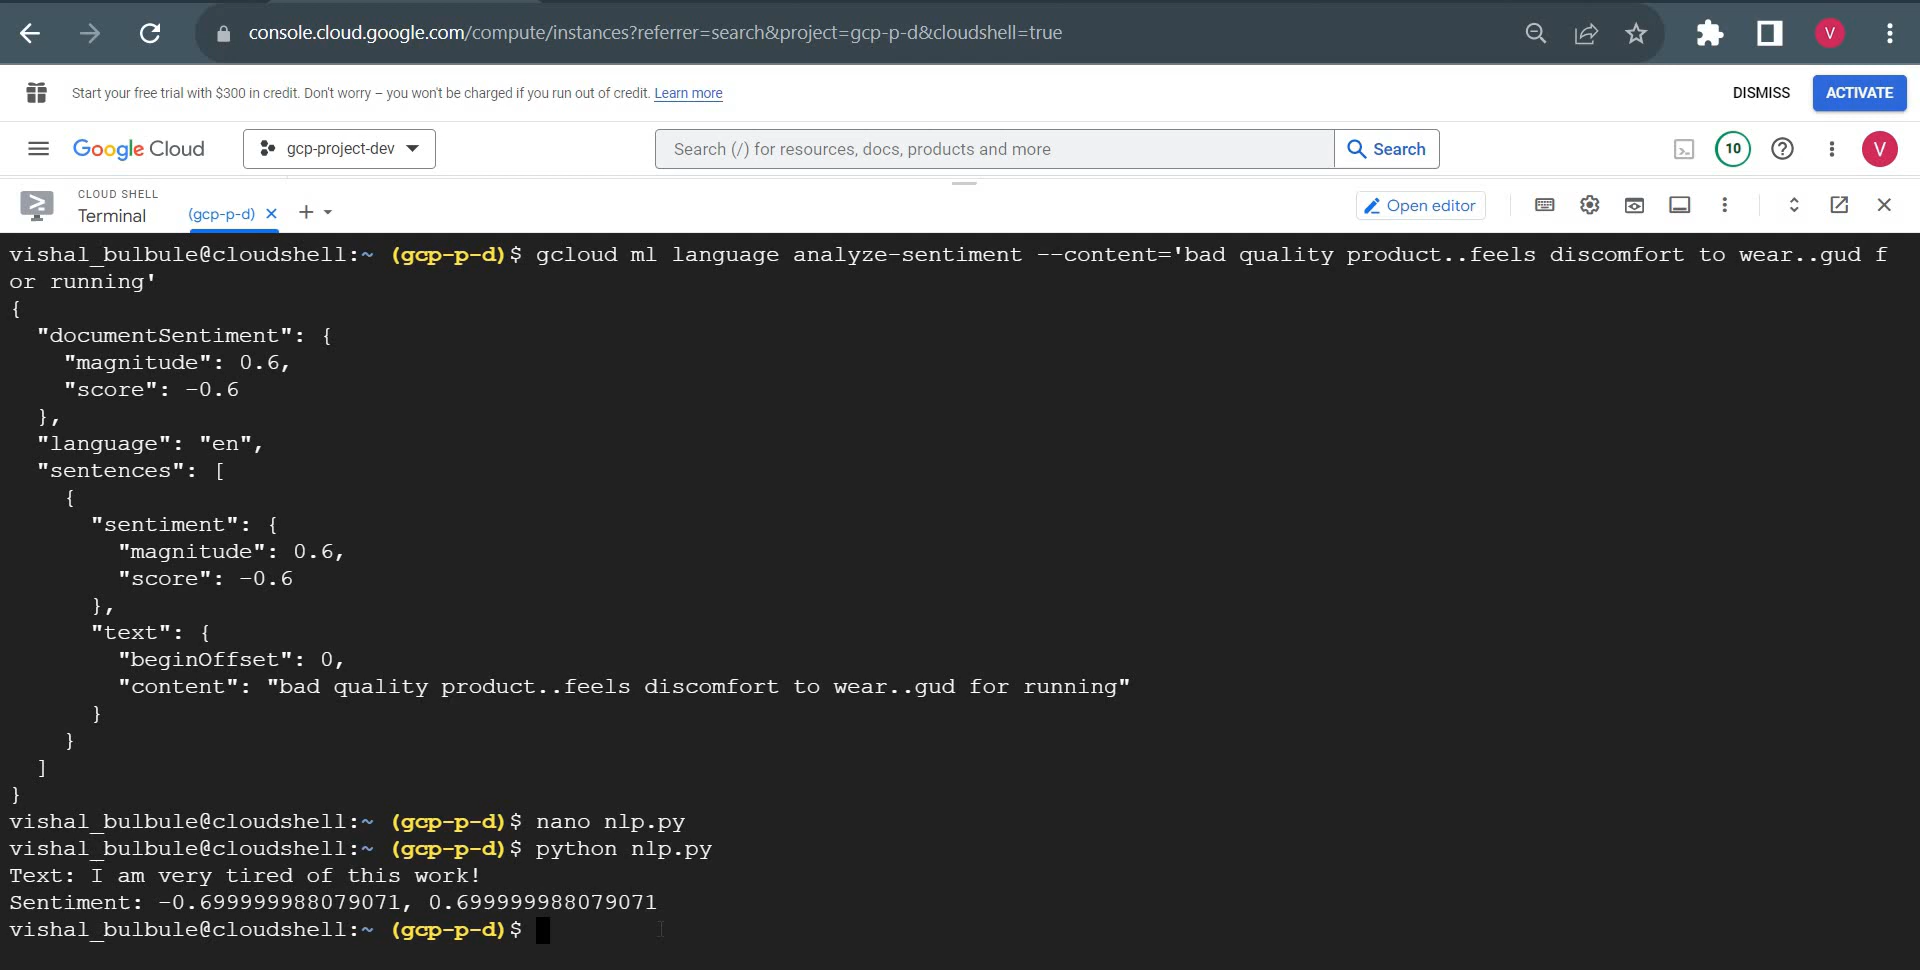 console.cloud.google.com/compute/instances?referrer=search&project=gcp-p-d&cloudshell=true
V
Start your free trial with $300 in credit. Don't worry – you won't be charged if you run out of credit. Learn more
DISMISS
ACTIVATE
Google Cloud
gcp-project-dev
Search (/) for resources, docs, products and more
Search
10
V
CLOUD SHELL
Terminal
(gcp-p-d)
Open editor
vishal_bulbule@cloudshell:~ (gcp-p-d)$ gcloud ml language analyze-sentiment --content='bad quality product..feels discomfort to wear..gud f
or running'
{
  "documentSentiment": {
    "magnitude": 0.6,
    "score": -0.6
  },
  "language": "en",
  "sentences": [
    {
      "sentiment": {
        "magnitude": 0.6,
        "score": -0.6
      },
      "text": {
        "beginOffset": 0,
        "content": "bad quality product..feels discomfort to wear..gud for running"
      }
    }
  ]
}
vishal_bulbule@cloudshell:~ (gcp-p-d)$ nano nlp.py
vishal_bulbule@cloudshell:~ (gcp-p-d)$ python nlp.py
Text: I am very tired of this work!
Sentiment: -0.699999988079071, 0.699999988079071
vishal_bulbule@cloudshell:~ (gcp-p-d)$